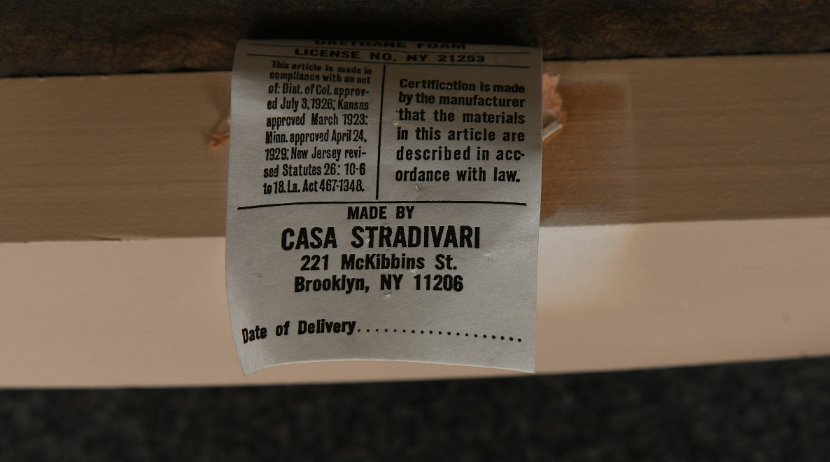 URETHANE FOAM
LICENSE NO. NY 21253
This article is made in
compliance with an act
of: Dist. of Col. approv-
ed July 3, 1926; Kansas
approved March 1923;
Minn. approved April 24,
1929; New Jersey revi-
sed Statutes 26: 10-6
to 18. La. Act 467-1948.
Certification is made
by the manufacturer
that the materials
in this article are
described in acc-
ordance with law.
MADE BY
CASA STRADIVARI
221 McKibbins St.
Brooklyn, NY 11206
Date of Delivery...................